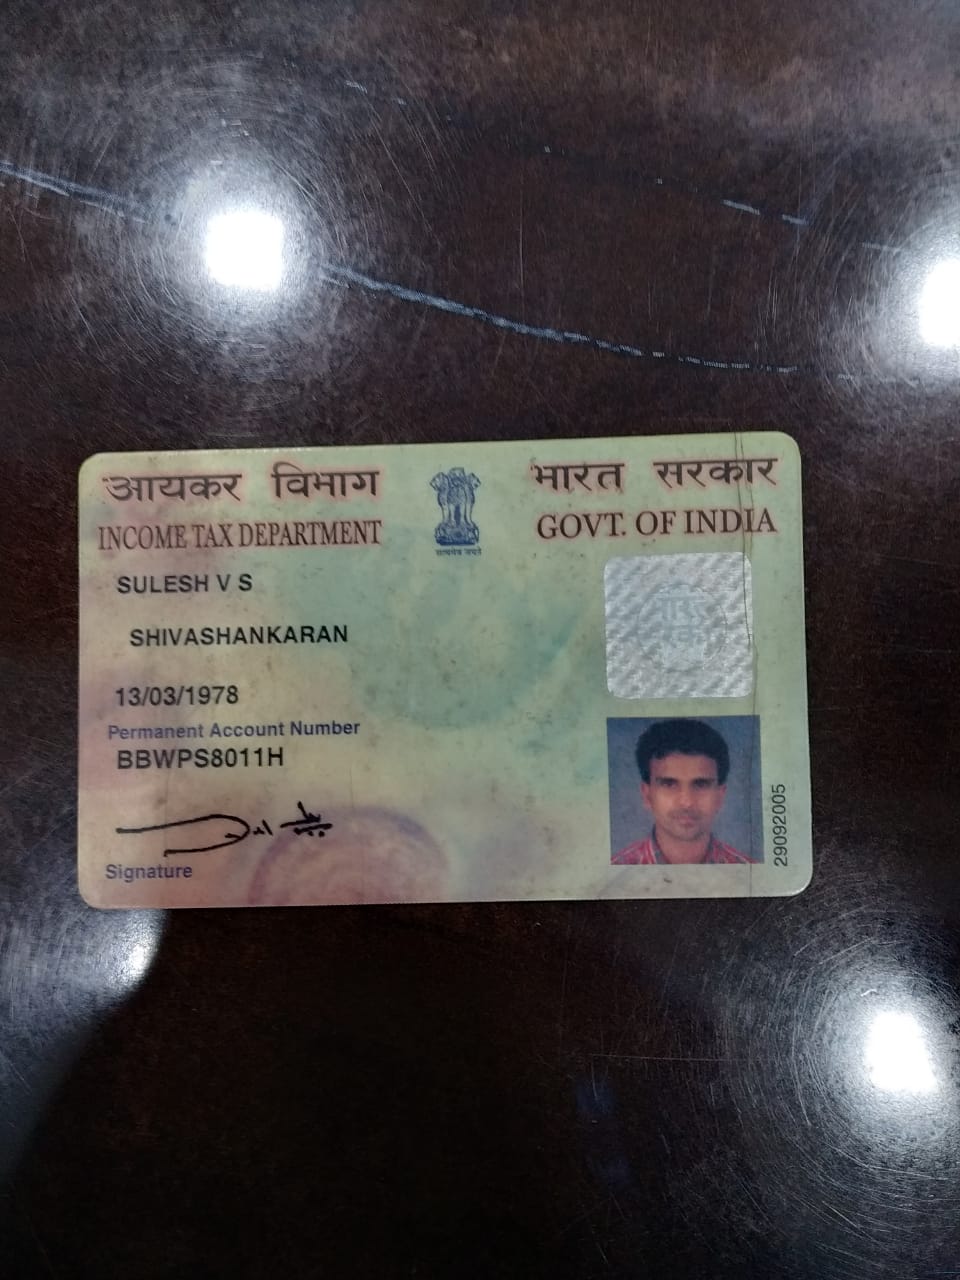 आयकर विभाग
भारत सरकार
INCOME TAX DEPARTMENT
GOVT. OF INDIA
सत्यमेव जयते
SULESH V S
SHIVASHANKARAN
13/03/1978
Permanent Account Number
BBWPS8011H
Signature
29092005